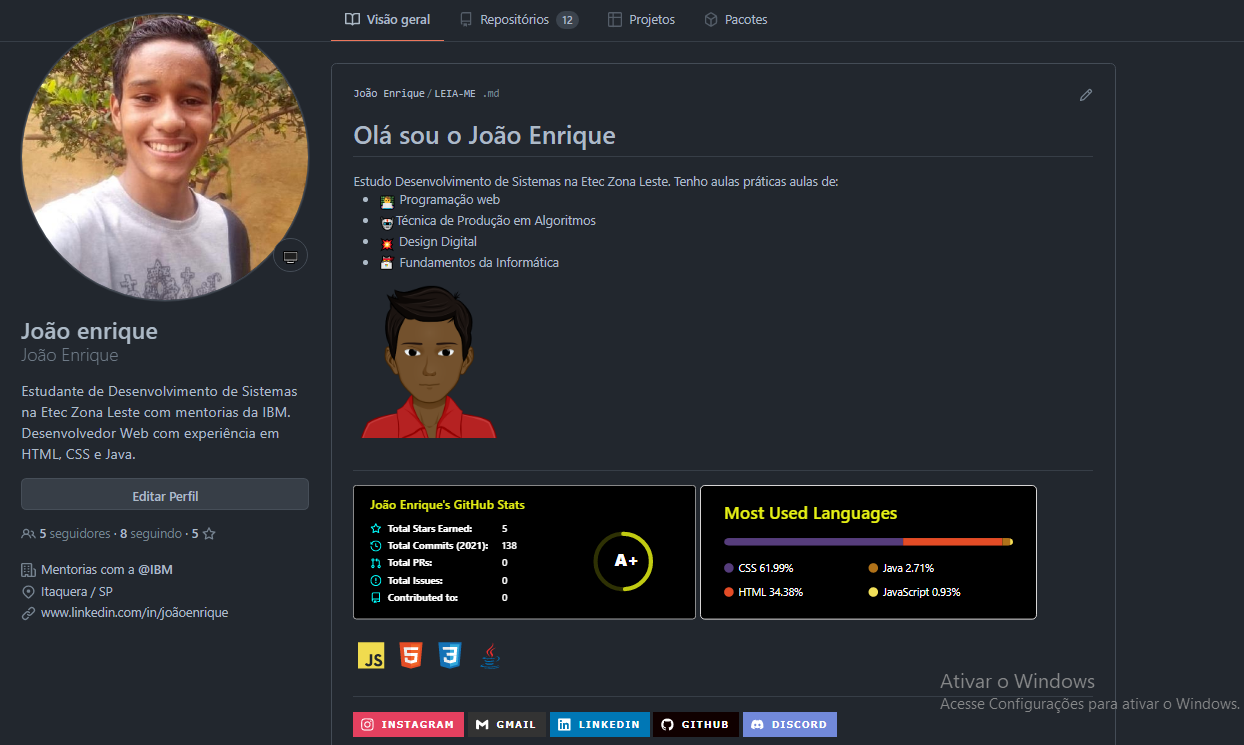 Visão geral
Repositórios 12
Projetos
Pacotes
João Enrique/LEIA-ME .md
Olá sou o João Enrique
Estudo Desenvolvimento de Sistemas na Etec Zona Leste. Tenho aulas práticas aulas de:
Programação web
Técnica de Produção em Algoritmos
Design Digital
Fundamentos da Informática
João enrique
João Enrique
Estudante de Desenvolvimento de Sistemas
na Etec Zona Leste com mentorias da IBM.
Desenvolvedor Web com experiência em
HTML, CSS e Java.
Editar Perfil
5 seguidores · 8 seguindo · 5
Mentorias com a @IBM
Itaquera / SP
www.linkedin.com/in/joãoenrique
João Enrique's GitHub Stats
Total Stars Earned: 5
Total Commits (2021): 138
Total PRs: 0
Total Issues: 0
Contributed to: 0
A+
Most Used Languages
CSS 61.99%
Java 2.71%
HTML 34.38%
JavaScript 0.93%
JS
5
3
INSTAGRAM
GMAIL
LINKEDIN
GITHUB
DISCORD
Ativar o Windows
Acesse Configurações para ativar o Windows.